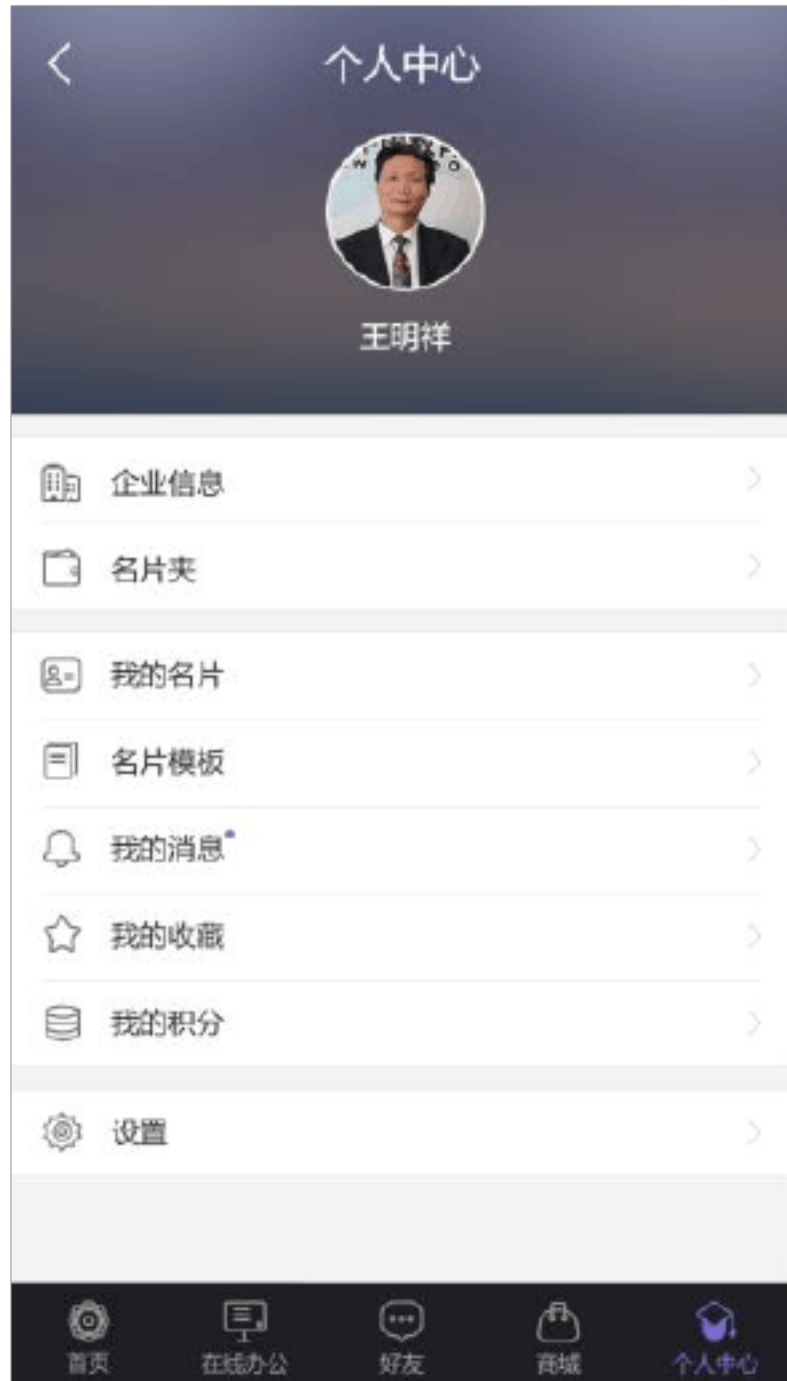 个人中心
王明祥
企业信息
名片夹
我的名片
名片模板
我的消息
我的收藏
我的积分
设置
首页 在线办公 好友 商城 个人中心